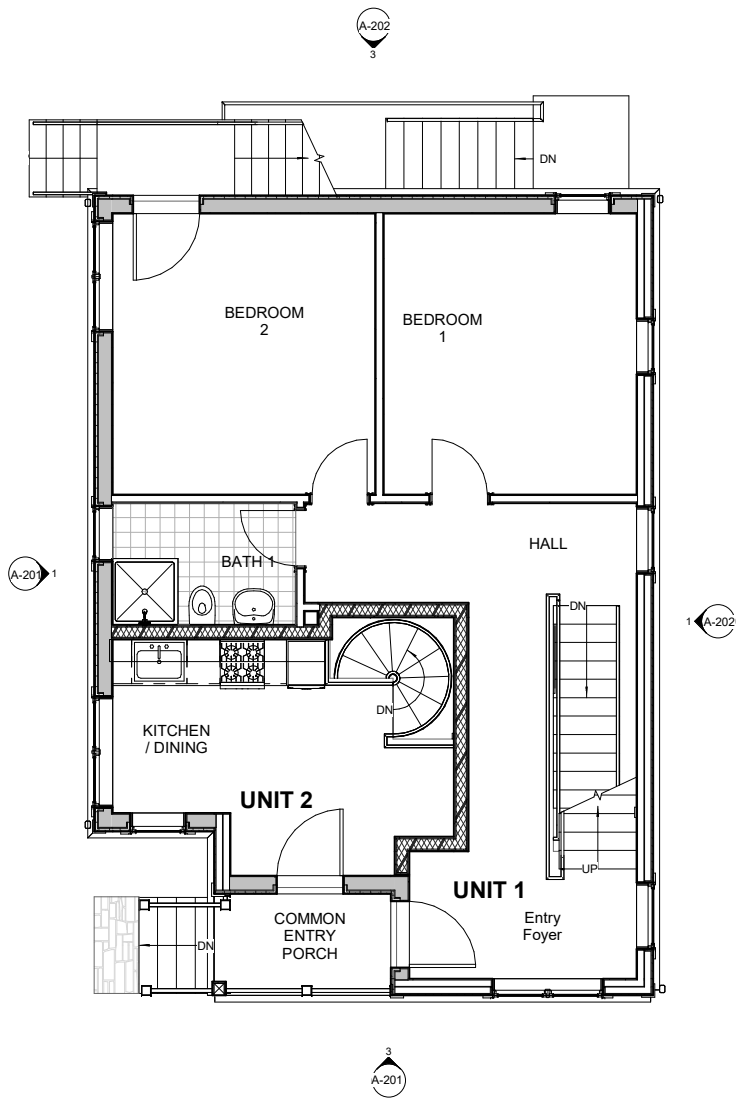 A-202
3
DN
BEDROOM
2
BEDROOM
1
HALL
BATH 1
A-201
1
DN
1
A-202
DN
KITCHEN
/ DINING
UNIT 2
UP
UNIT 1
COMMON
ENTRY
PORCH
Entry
Foyer
DN
3
A-201